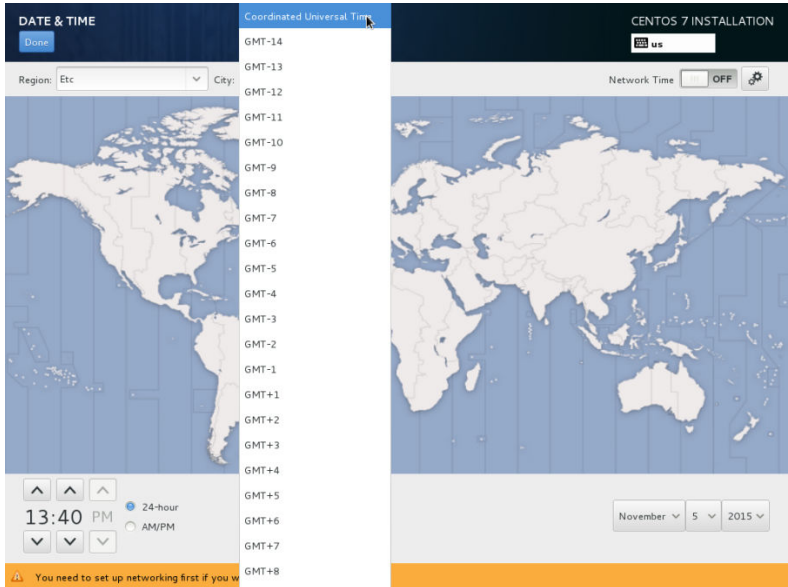 DATE & TIME
Done
CENTOS 7 INSTALLATION
us
Region: Etc
City:
Network Time OFF
Coordinated Universal Time
GMT-14
GMT-13
GMT-12
GMT-11
GMT-10
GMT-9
GMT-8
GMT-7
GMT-6
GMT-5
GMT-4
GMT-3
GMT-2
GMT-1
GMT+1
GMT+2
GMT+3
GMT+4
GMT+5
GMT+6
GMT+7
GMT+8
13:40 PM
24-hour
AM/PM
November 5 2015
You need to set up networking first if you w